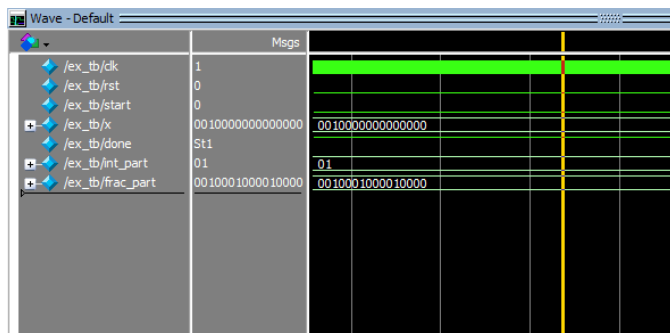 Wave - Default
Msgs
/ex_tb/clk 1
/ex_tb/rst 0
/ex_tb/start 0
/ex_tb/x 0010000000000000 0010000000000000
/ex_tb/done St1
/ex_tb/int_part 01 01
/ex_tb/frac_part 0010001000010000 0010001000010000